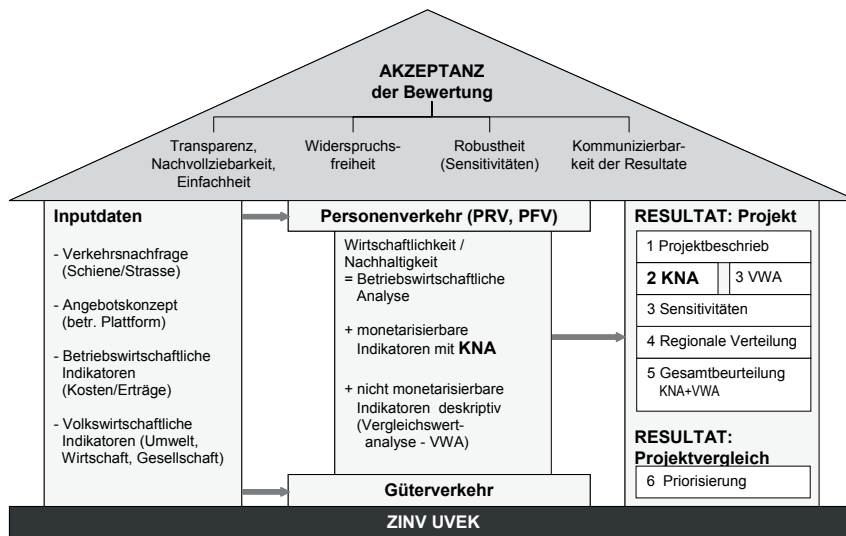 AKZEPTANZ
der Bewertung
Transparenz,
Nachvollziebarkeit,
Einfachheit
Widerspruchs-
freiheit
Robustheit
(Sensitivitäten)
Kommunizierbar-
keit der Resultate
Inputdaten
- Verkehrsnachfrage
(Schiene/Strasse)
- Angebotskonzept
(betr. Plattform)
- Betriebswirtschaftliche
Indikatoren
(Kosten/Erträge)
- Volkswirtschaftliche
Indikatoren (Umwelt,
Wirtschaft, Gesellschaft)
Personenverkehr (PRV, PFV)
Wirtschaftlichkeit /
Nachhaltigkeit
= Betriebswirtschaftliche
Analyse
+ monetarisierbare
Indikatoren mit KNA
+ nicht monetarisierbare
Indikatoren deskriptiv
(Vergleichswert-
analyse - VWA)
Güterverkehr
RESULTAT: Projekt
1 Projektbeschrieb
2 KNA
3 VWA
3 Sensitivitäten
4 Regionale Verteilung
5 Gesamtbeurteilung
KNA+VWA
RESULTAT:
Projektvergleich
6 Priorisierung
ZINV UVEK